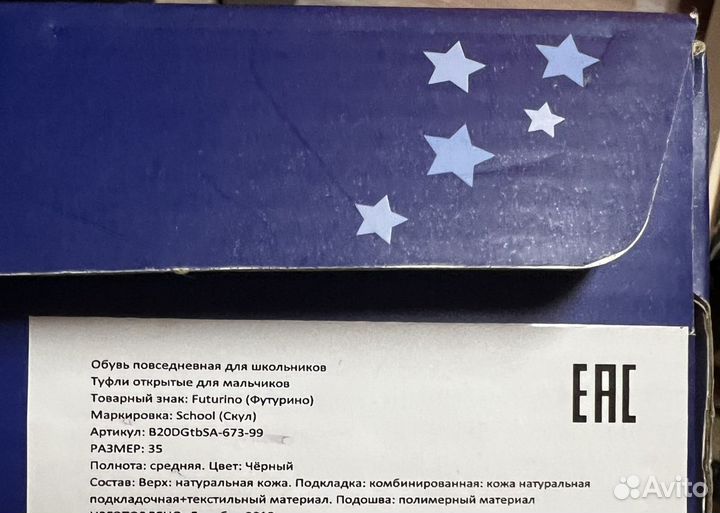 Обувь повседневная для школьников
Туфли открытые для мальчиков
Товарный знак: Futurino (Футурино)
Маркировка: School (Скул)
Артикул: B20DGtbSA-673-99
РАЗМЕР: 35
Полнота: средняя. Цвет: Чёрный
Состав: Верх: натуральная кожа. Подкладка: комбинированная: кожа натуральная
подкладочная+текстильный материал. Подошва: полимерный материал
EAC
Avito